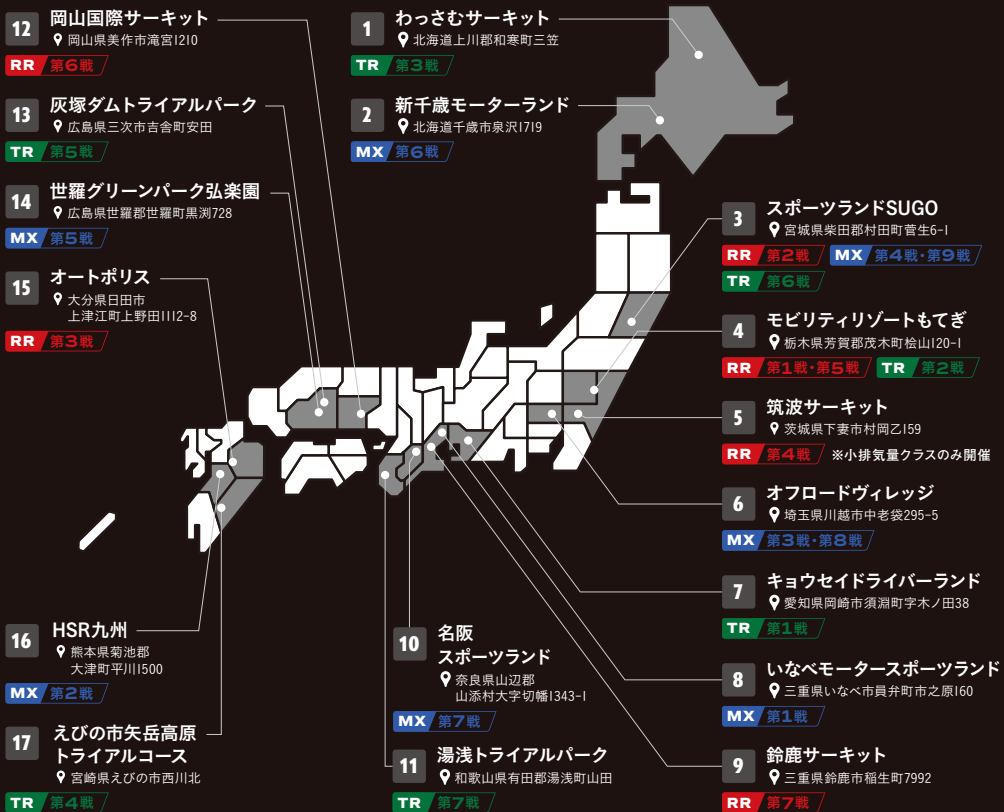 12
岡山国際サーキット
岡山県美作市滝宮1210
RR 第6戦
13
灰塚ダムトライアルパーク
広島県三次市吉舎町安田
TR 第5戦
14
世羅グリーンパーク弘楽園
広島県世羅郡世羅町黒渕728
MX 第5戦
15
オートポリス
大分県日田市
上津江町上野田1112-8
RR 第3戦
1
わっさむサーキット
北海道上川郡和寒町三笠
TR 第3戦
2
新千歳モーターランド
北海道千歳市泉沢1719
MX 第6戦
3
スポーツランドSUGO
宮城県柴田郡村田町菅生6-1
RR 第2戦 MX 第4戦・第9戦
TR 第6戦
4
モビリティリゾートもてぎ
栃木県芳賀郡茂木町桧山120-1
RR 第1戦・第5戦 TR 第2戦
5
筑波サーキット
茨城県下妻市村岡乙159
RR 第4戦 ※小排気量クラスのみ開催
6
オフロードヴィレッジ
埼玉県川越市中老袋295-5
MX 第3戦・第8戦
7
キョウセイドライバーランド
愛知県岡崎市須淵町字木ノ田38
TR 第1戦
8
いなべモータースポーツランド
三重県いなべ市員弁町市之原160
MX 第1戦
9
鈴鹿サーキット
三重県鈴鹿市稲生町7992
RR 第7戦
10
名阪
スポーツランド
奈良県山辺郡
山添村大字切幡1343-1
MX 第7戦
11
湯浅トライアルパーク
和歌山県有田郡湯浅町山田
TR 第7戦
16
HSR九州
熊本県菊池郡
大津町平川1500
MX 第2戦
17
えびの市矢岳高原
トライアルコース
宮崎県えびの市西川北
TR 第4戦